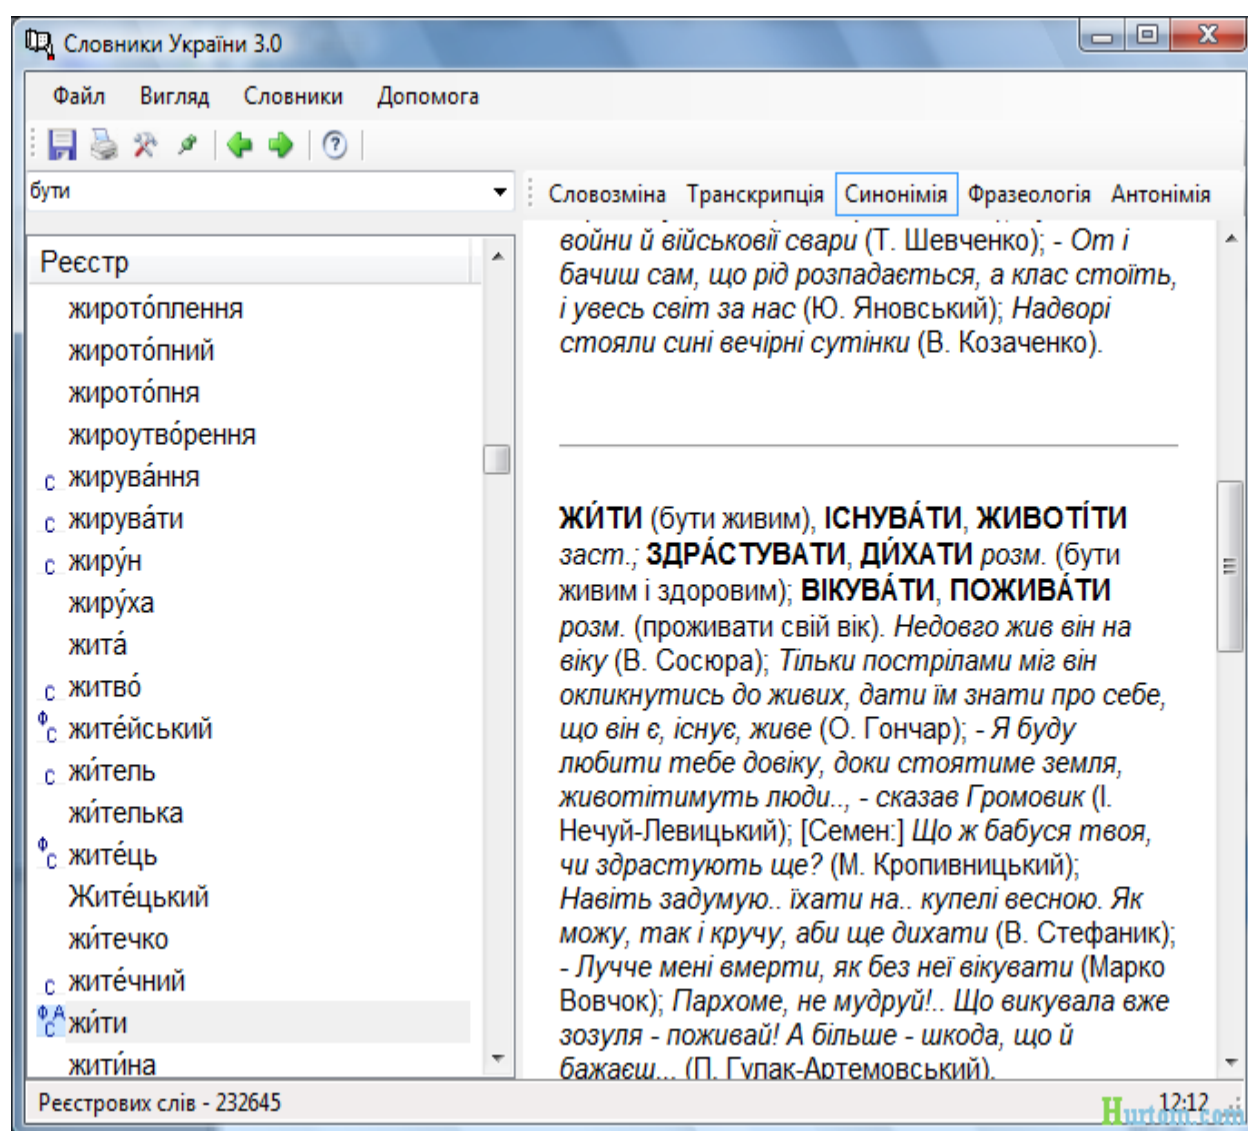 Словники України 3.0
Файл Вигляд Словники Допомога
бути
Словозміна Транскрипція Синонімія Фразеологія Антонімія
Реєстр
жирото́плення
жирото́пний
жирото́пня
жироутво́рення
с жирува́ння
с жирува́ти
с жиру́н
жиру́ха
жита́
с житво́
Ф С жите́йський
с жи́тель
жи́телька
Ф С жите́ць
Жите́цький
жи́течко
с жите́чний
Ф А С жи́ти
жити́на
войни й військовії свари (Т. Шевченко); - От і
бачиш сам, що рід розпадається, а клас стоїть,
і увесь світ за нас (Ю. Яновський); Надворі
стояли сині вечірні сутінки (В. Козаченко).
ЖИ́ТИ (бути живим), ІСНУВА́ТИ, ЖИВОТІ́ТИ
заст.; ЗДРА́СТУВАТИ, ДИ́ХАТИ розм. (бути
живим і здоровим); ВІКУВА́ТИ, ПОЖИВА́ТИ
розм. (проживати свій вік). Недовго жив він на
віку (В. Сосюра); Тільки пострілами міг він
окликнутись до живих, дати їм знати про себе,
що він є, існує, живе (О. Гончар); - Я буду
любити тебе довіку, доки стоятиме земля,
животітимуть люди.., - сказав Громовик (І.
Нечуй-Левицький); [Семен:] Що ж бабуся твоя,
чи здрастують ще? (М. Кропивницький);
Навіть задумую.. їхати на.. купелі весною. Як
можу, так і кручу, аби ще дихати (В. Стефаник);
- Лучче мені вмерти, як без неї вікувати (Марко
Вовчок); Пархоме, не мудруй!.. Що викувала вже
зозуля - поживай! А більше - шкода, що й
бажаєш... (П. Гулак-Артемовський).
Реєстрових слів - 232645
12:12
Hurtom.com